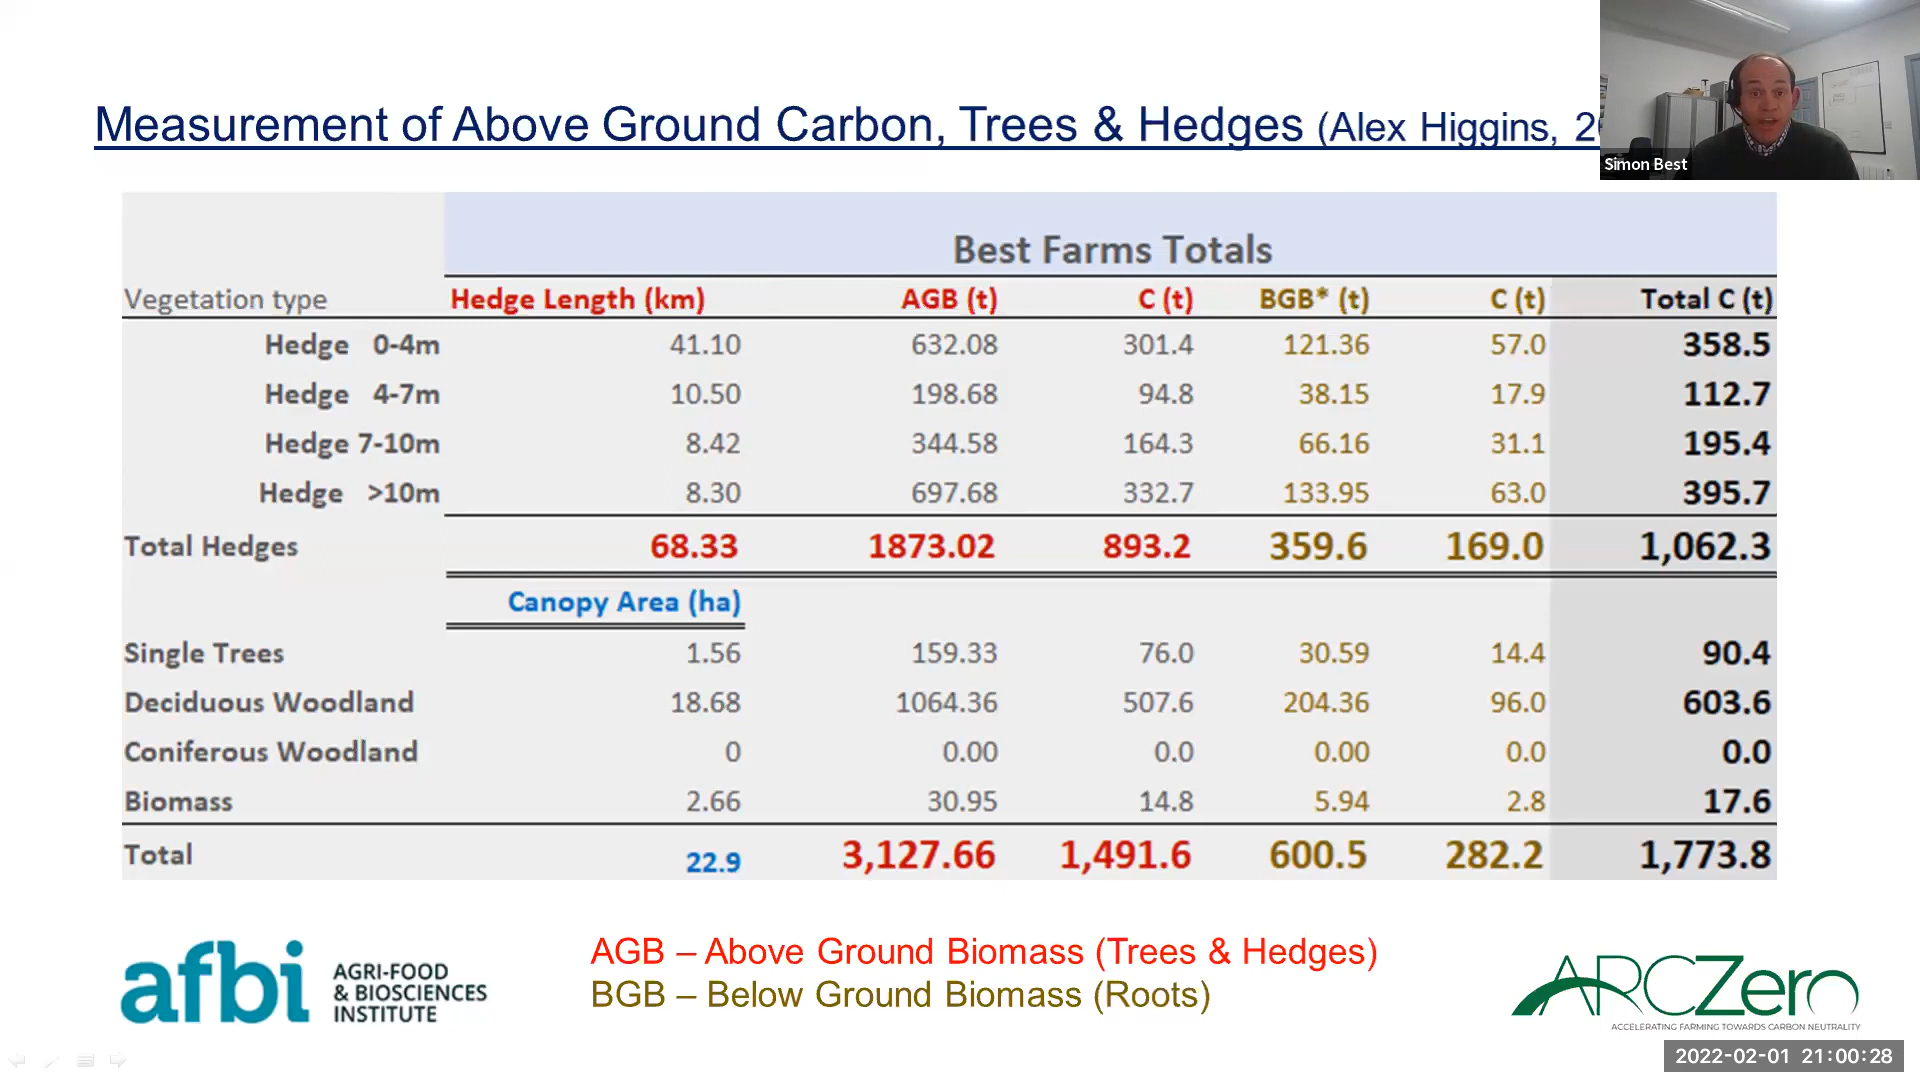 Measurement of Above Ground Carbon, Trees & Hedges (Alex Higgins,
Simon Best
Best Farms Totals
Vegetation type Hedge Length (km) AGB (t) C (t) BGB* (t) C (t) Total C (t)
Hedge 0-4m 41.10 632.08 301.4 121.36 57.0 358.5
Hedge 4-7m 10.50 198.68 94.8 38.15 17.9 112.7
Hedge 7-10m 8.42 344.58 164.3 66.16 31.1 195.4
Hedge >10m 8.30 697.68 332.7 133.95 63.0 395.7
Total Hedges 68.33 1873.02 893.2 359.6 169.0 1,062.3
Canopy Area (ha)
Single Trees 1.56 159.33 76.0 30.59 14.4 90.4
Deciduous Woodland 18.68 1064.36 507.6 204.36 96.0 603.6
Coniferous Woodland 0 0.00 0.0 0.00 0.0 0.0
Biomass 2.66 30.95 14.8 5.94 2.8 17.6
Total 22.9 3,127.66 1,491.6 600.5 282.2 1,773.8
AGB – Above Ground Biomass (Trees & Hedges)
BGB – Below Ground Biomass (Roots)
afbi
AGRI-FOOD
& BIOSCIENCES
INSTITUTE
ARCZero
ACCELERATING FARMING TOWARDS CARBON NEUTRALITY
2022-02-01 21:00:28